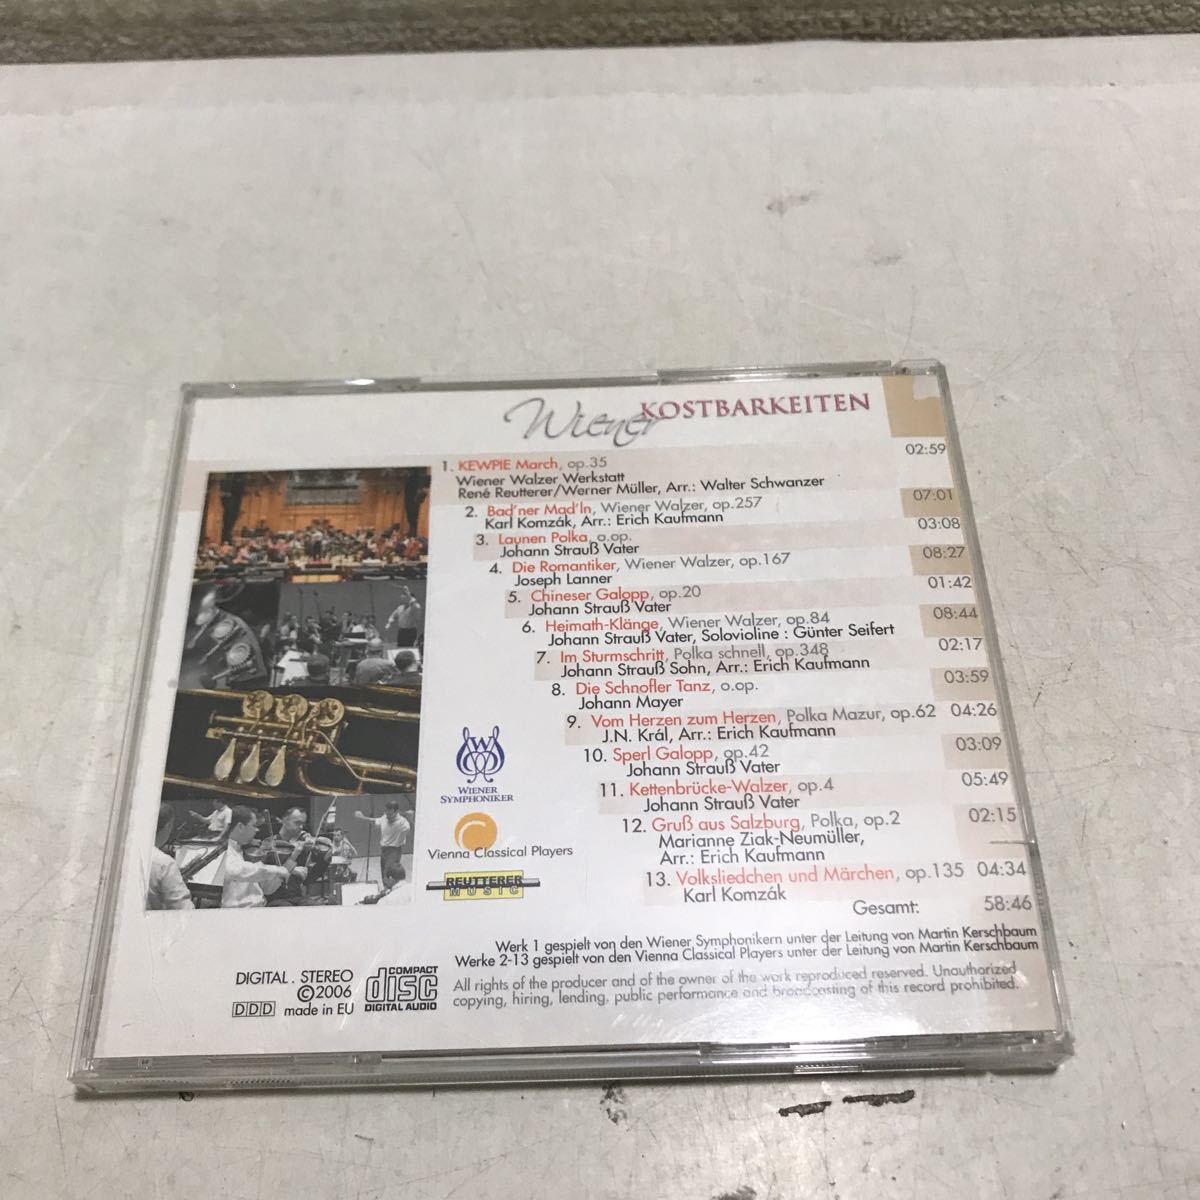 Wiener KOSTBARKEITEN
1. KEWPIE March, op.35 02:59
Wiener Walzer Werkstatt
René Reutterer/Werner Müller, Arr.: Walter Schwanzer
2. Bad'ner Mad'ln, Wiener Walzer, op.257 07:01
Karl Komzák, Arr.: Erich Kaufmann
3. Launen Polka, o.op. 03:08
Johann Strauß Vater
4. Die Romantiker, Wiener Walzer, op.167 08:27
Joseph Lanner
5. Chineser Galopp, op.20 01:42
Johann Strauß Vater
6. Heimath-Klänge, Wiener Walzer, op.84 08:44
Johann Strauß Vater, Solovioline : Günter Seifert
7. Im Sturmschritt, Polka schnell, op.348 02:17
Johann Strauß Sohn, Arr.: Erich Kaufmann
8. Die Schnofler Tanz, o.op. 03:59
Johann Mayer
9. Vom Herzen zum Herzen, Polka Mazur, op.62 04:26
J.N. Král, Arr.: Erich Kaufmann
10. Sperl Galopp, op.42 03:09
Johann Strauß Vater
11. Kettenbrücke-Walzer, op.4 05:49
Johann Strauß Vater
12. Gruß aus Salzburg, Polka, op.2 02:15
Marianne Ziak-Neumüller,
Arr.: Erich Kaufmann
13. Volksliedchen und Märchen, op.135 04:34
Karl Komzák
Gesamt: 58:46
WIENER
SYMPHONIKER
Vienna Classical Players
REUTTERER
MUSIC
Werk 1 gespielt von den Wiener Symphonikern unter der Leitung von Martin Kerschbaum
Werke 2-13 gespielt von den Vienna Classical Players unter der Leitung von Martin Kerschbaum
DIGITAL . STEREO
©2006
DDD made in EU
COMPACT
disc
DIGITAL AUDIO
All rights of the producer and of the owner of the work reproduced reserved. Unauthorized
copying, hiring, lending, public performance and broadcasting of this record prohibited.